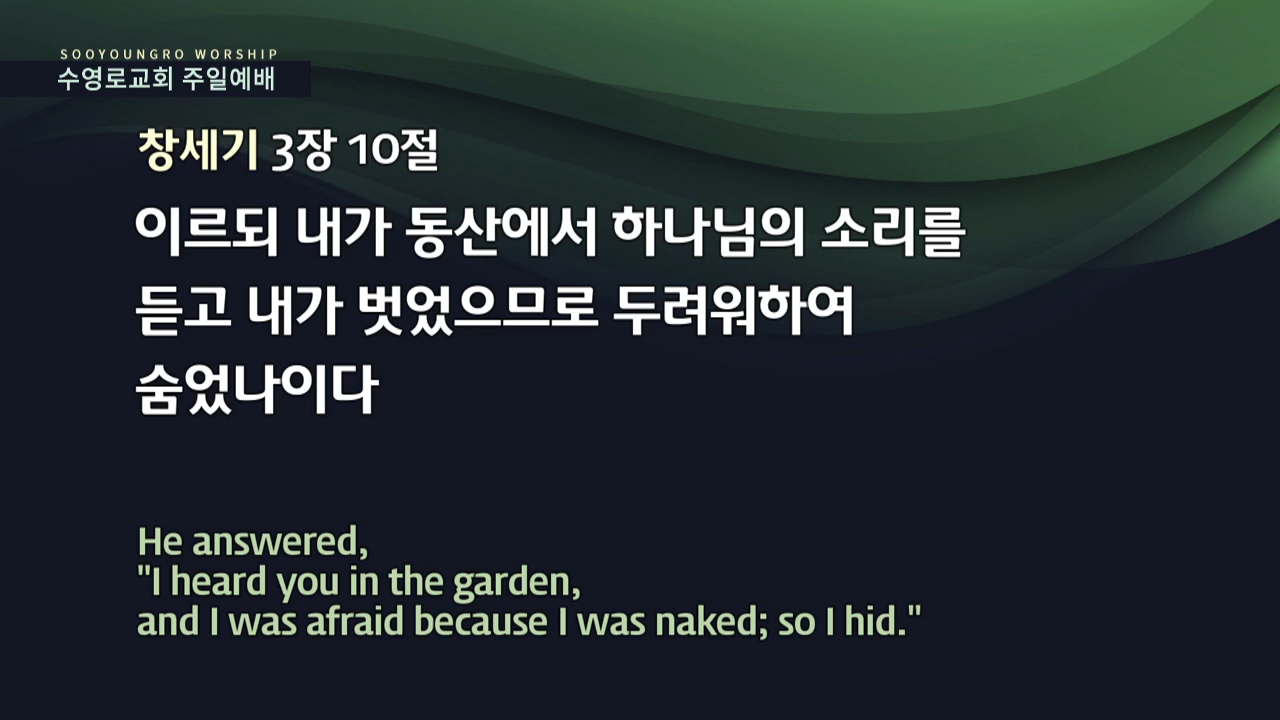 SOOYOUNGRO WORSHIP
수영로교회 주일예배
창세기 3장 10절
이르되 내가 동산에서 하나님의 소리를
듣고 내가 벗었으므로 두려워하여
숨었나이다
He answered,
"I heard you in the garden,
and I was afraid because I was naked; so I hid."